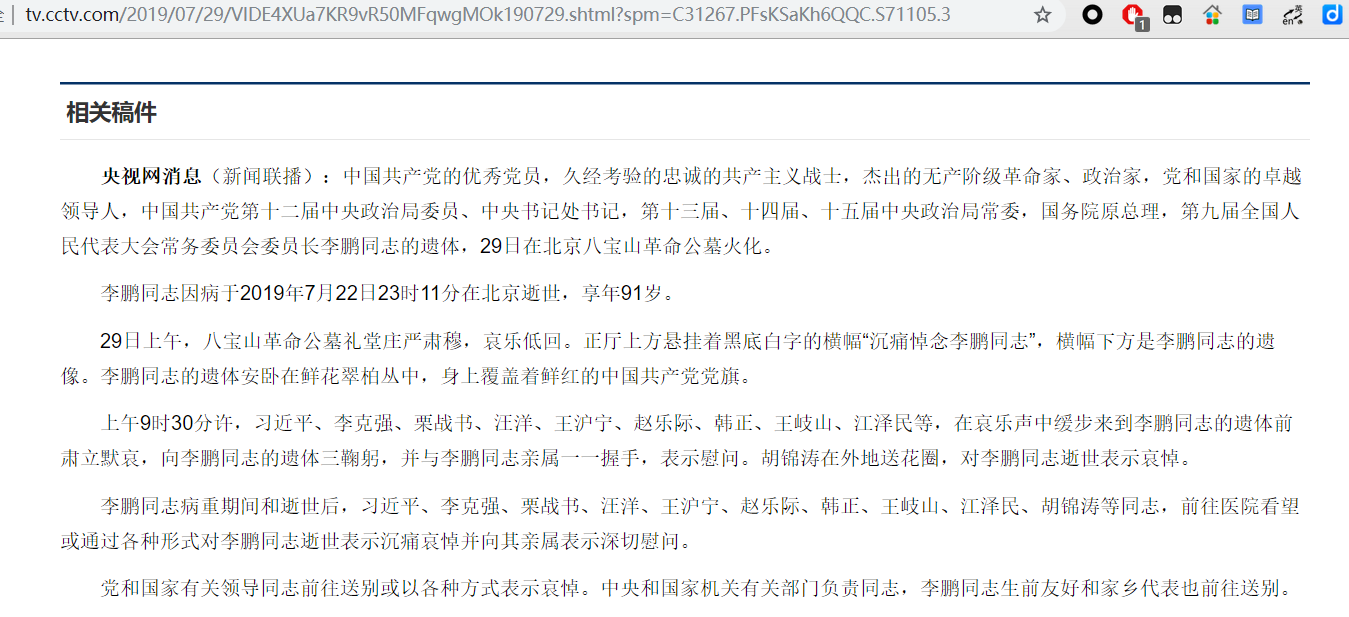 tv.cctv.com/2019/07/29/VIDE4XUa7KR9vR50MFqwgMOk190729.shtml?spm=C31267.PFsKSaKh6QQC.S71105.3
1
英
en
d
相关稿件
央视网消息（新闻联播）：中国共产党的优秀党员，久经考验的忠诚的共产主义战士，杰出的无产阶级革命家、政治家，党和国家的卓越
领导人，中国共产党第十二届中央政治局委员、中央书记处书记，第十三届、十四届、十五届中央政治局常委，国务院原总理，第九届全国人
民代表大会常务委员会委员长李鹏同志的遗体，29日在北京八宝山革命公墓火化。
李鹏同志因病于2019年7月22日23时11分在北京逝世，享年91岁。
29日上午，八宝山革命公墓礼堂庄严肃穆，哀乐低回。正厅上方悬挂着黑底白字的横幅“沉痛悼念李鹏同志”，横幅下方是李鹏同志的遗
像。李鹏同志的遗体安卧在鲜花翠柏丛中，身上覆盖着鲜红的中国共产党党旗。
上午9时30分许，习近平、李克强、栗战书、汪洋、王沪宁、赵乐际、韩正、王岐山、江泽民等，在哀乐声中缓步来到李鹏同志的遗体前
肃立默哀，向李鹏同志的遗体三鞠躬，并与李鹏同志亲属一一握手，表示慰问。胡锦涛在外地送花圈，对李鹏同志逝世表示哀悼。
李鹏同志病重期间和逝世后，习近平、李克强、栗战书、汪洋、王沪宁、赵乐际、韩正、王岐山、江泽民、胡锦涛等同志，前往医院看望
或通过各种形式对李鹏同志逝世表示沉痛哀悼并向其亲属表示深切慰问。
党和国家有关领导同志前往送别或以各种方式表示哀悼。中央和国家机关有关部门负责同志，李鹏同志生前友好和家乡代表也前往送别。